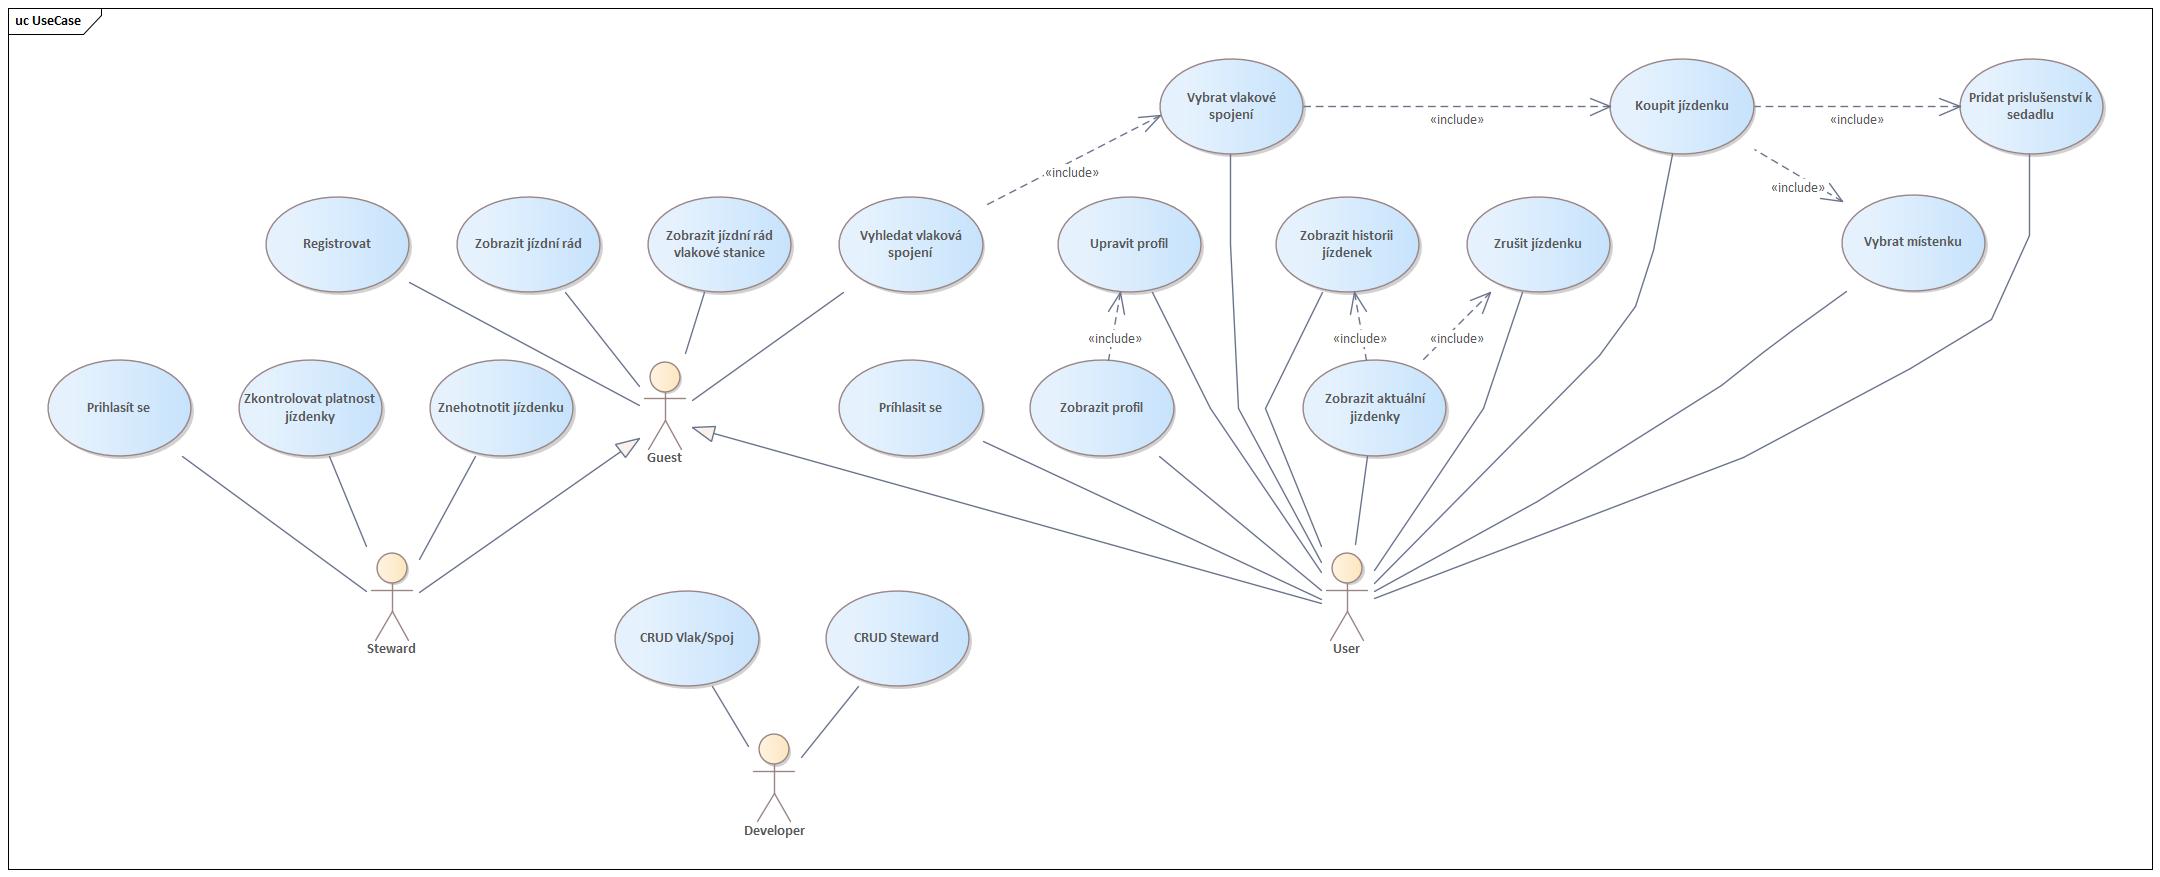 uc UseCase
Vybrat vlakové
spojení
«include»
Koupit jízdenku
«include»
Pridat prislušenství k
sedadlu
«include»
«include»
Registrovat
Zobrazit jízdní rád
Zobrazit jízdní rád
vlakové stanice
Vyhledat vlaková
spojení
Upravit profil
Zobrazit historii
jízdenek
Zrušit jízdenku
Vybrat místenku
«include»
«include»
«include»
Prihlasít se
Zkontrolovat platnost
jízdenky
Znehotnotit jízdenku
Guest
Príhlasit se
Zobrazit profil
Zobrazit aktuální
jizdenky
Steward
CRUD Vlak/Spoj
CRUD Steward
User
Developer